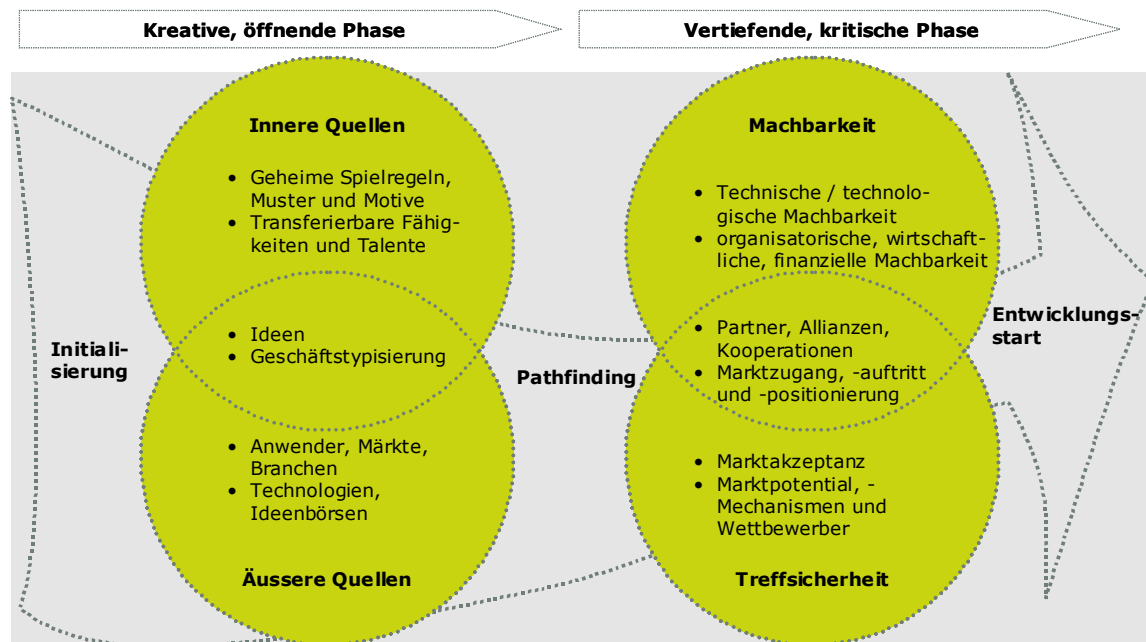 Kreative, öffnende Phase
Vertiefende, kritische Phase
Innere Quellen
• Geheime Spielregeln,
Muster und Motive
• Transferierbare Fähig-
keiten und Talente
• Ideen
• Geschäftstypisierung
• Anwender, Märkte,
Branchen
• Technologien,
Ideenbörsen
Äussere Quellen
Initiali-
sierung
Pathfinding
Machbarkeit
• Technische / technolo-
gische Machbarkeit
• organisatorische, wirtschaft-
liche, finanzielle Machbarkeit
• Partner, Allianzen,
Kooperationen
• Marktzugang, -auftritt
und -positionierung
• Marktakzeptanz
• Marktpotential, -
Mechanismen und
Wettbewerber
Treffsicherheit
Entwicklungs-
start